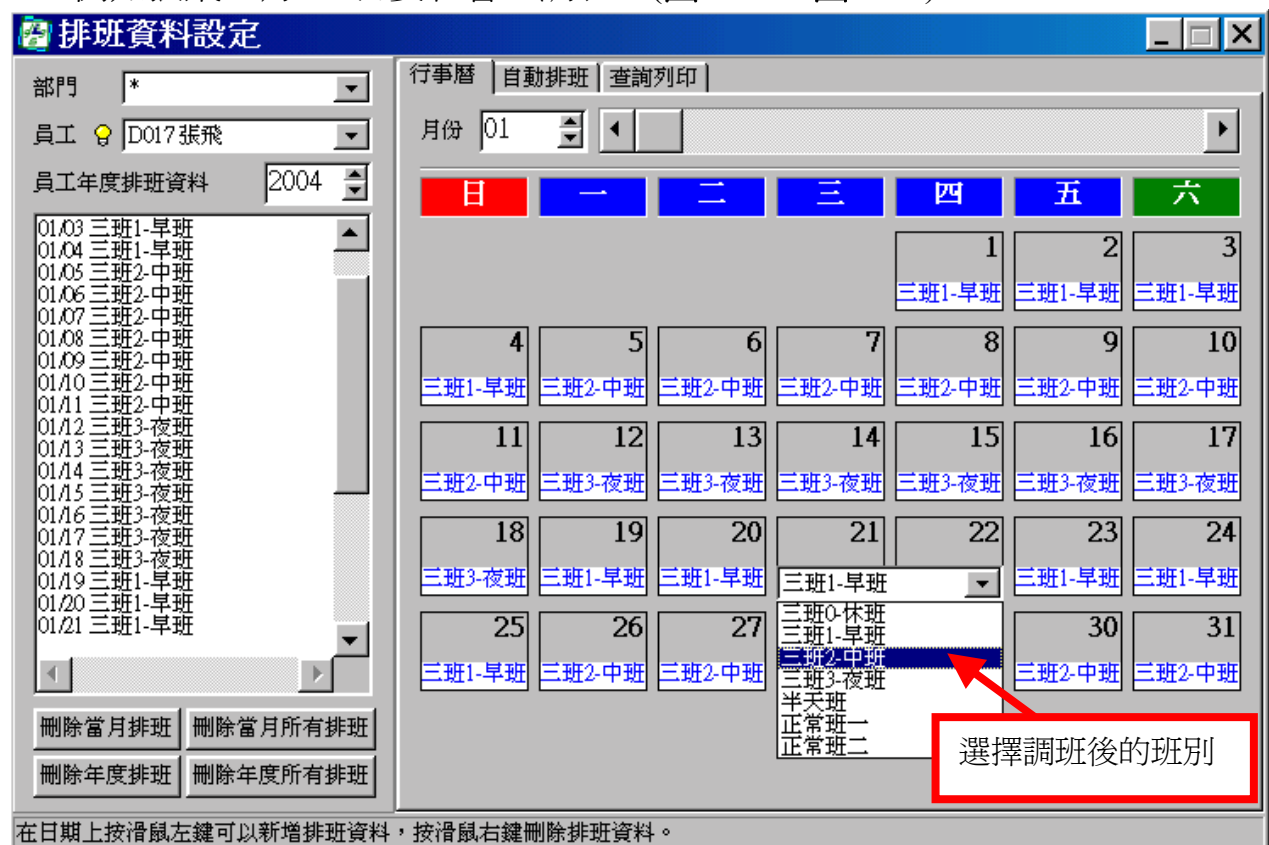 排班資料設定
部門 *
員工 D017張飛
員工年度排班資料 2004
01/03 三班1-早班
01/04 三班1-早班
01/05 三班2-中班
01/06 三班2-中班
01/07 三班2-中班
01/08 三班2-中班
01/09 三班2-中班
01/10 三班2-中班
01/11 三班2-中班
01/12 三班3-夜班
01/13 三班3-夜班
01/14 三班3-夜班
01/15 三班3-夜班
01/16 三班3-夜班
01/17 三班3-夜班
01/18 三班3-夜班
01/19 三班1-早班
01/20 三班1-早班
01/21 三班1-早班
刪除當月排班 刪除當月所有排班
刪除年度排班 刪除年度所有排班
行事曆 自動排班 查詢列印
月份 01
日 一 二 三 四 五 六
1 2 3
三班1-早班 三班1-早班 三班1-早班
4 5 6 7 8 9 10
三班1-早班 三班2-中班 三班2-中班 三班2-中班 三班2-中班 三班2-中班 三班2-中班
11 12 13 14 15 16 17
三班2-中班 三班3-夜班 三班3-夜班 三班3-夜班 三班3-夜班 三班3-夜班 三班3-夜班
18 19 20 21 22 23 24
三班3-夜班 三班1-早班 三班1-早班 三班1-早班 三班1-早班 三班1-早班
25 26 27 30 31
三班1-早班 三班2-中班 三班2-中班 三班2-中班 三班2-中班
三班0-休班
三班1-早班
三班2-中班
三班3-夜班
半天班
正常班一
正常班二
選擇調班後的班別
在日期上按滑鼠左鍵可以新增排班資料，按滑鼠右鍵刪除排班資料。